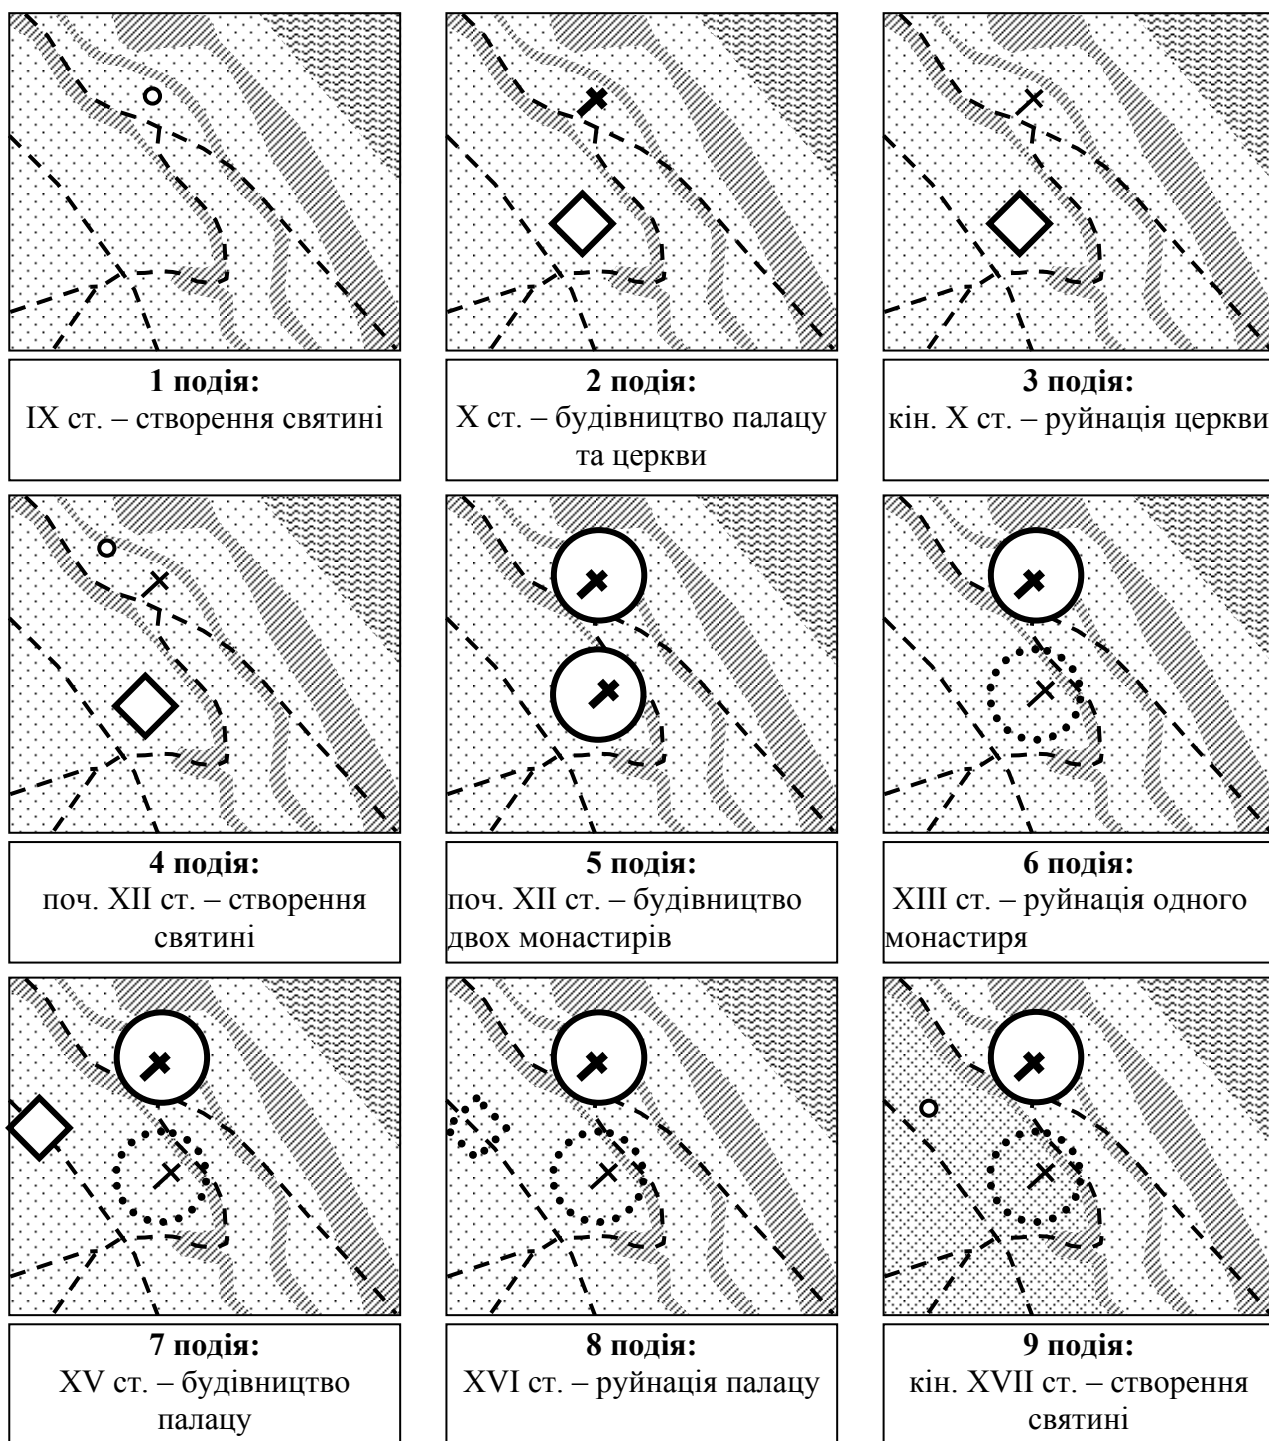 1 подія:
IX ст. – створення святині
2 подія:
X ст. – будівництво палацу
та церкви
3 подія:
кін. X ст. – руйнація церкви
4 подія:
поч. XII ст. – створення
святині
5 подія:
поч. XII ст. – будівництво
двох монастирів
6 подія:
XIII ст. – руйнація одного
монастиря
7 подія:
XV ст. – будівництво
палацу
8 подія:
XVI ст. – руйнація палацу
9 подія:
кін. XVII ст. – створення
святині